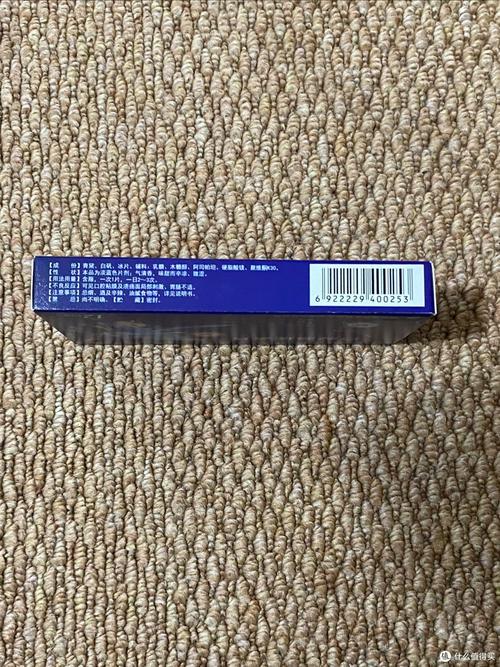 【成　份】青黛、白矾、冰片，辅料：乳糖、木糖醇、阿司帕坦、硬脂酸镁、聚维酮K30。
【性　状】本品为淡蓝色片剂；气清香，味甜而辛凉、微涩。
【用法用量】含服，一次1片，一日2～3次。
【不良反应】可见口腔粘膜及溃疡面局部刺激，胃肠不适。
【注意事项】忌烟、酒及辛辣、油腻食物等，详见说明书。
【禁　忌】尚不明确。【贮　藏】密封。
6 922229 400253
值 什么值得买